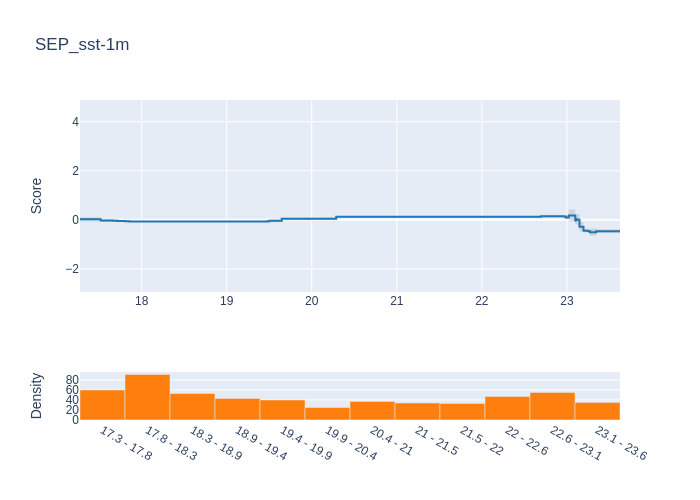 SEP_sst-1m
Score
4
2
0
−2
18
19
20
21
22
23
Density
80
60
40
20
0
17.3 - 17.8
17.8 - 18.3
18.3 - 18.9
18.9 - 19.4
19.4 - 19.9
19.9 - 20.4
20.4 - 21
21 - 21.5
21.5 - 22
22 - 22.6
22.6 - 23.1
23.1 - 23.6